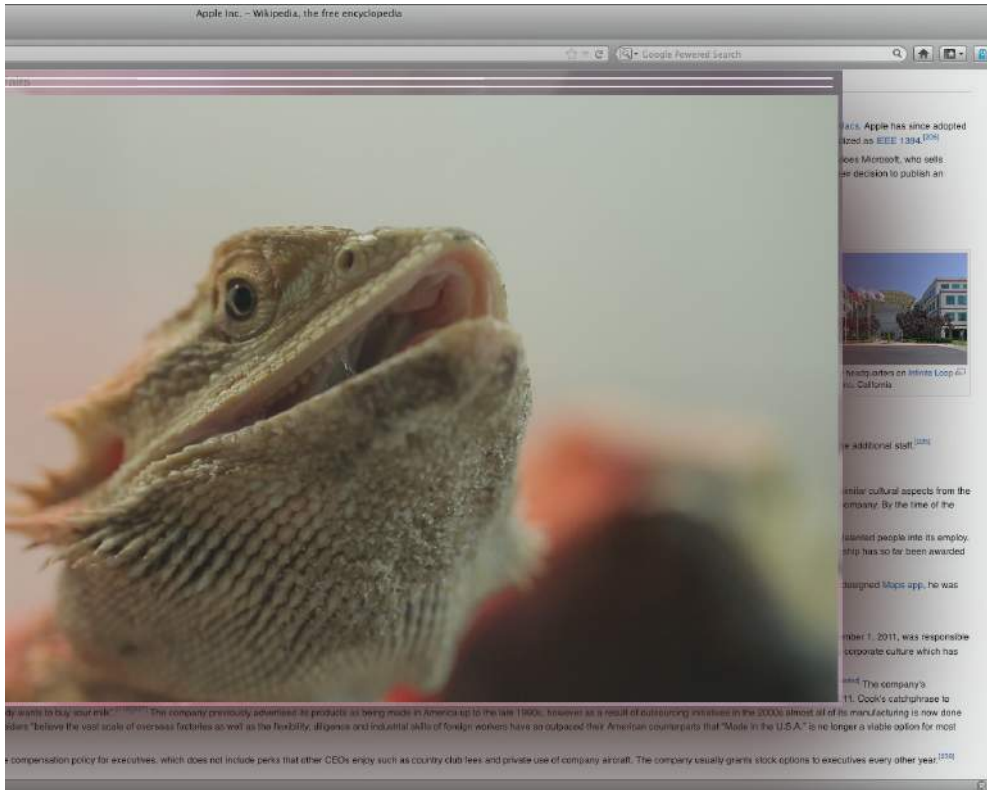 Apple Inc. – Wikipedia, the free encyclopedia
Google Powered Search
Apple has since adopted
as IEEE 1394.[206]
does Microsoft, who sells
decision to publish an
headquarters on Infinite Loop
California
additional staff.
cultural aspects from the
company. By the time of the
talented people into its employ.
has so far been awarded
designed Maps app, he was
1, 2011, was responsible
corporate culture which has
The company's
11. Cook's catchphrase to
wants to buy your milk". The company previously advertised its products as being made in America up to the late 1990s, however as a result of outsourcing initiatives in the 2000s almost all of its manufacturing is now done
"believe the vast scale of overseas factories as well as the flexibility, diligence and industrial skills of foreign workers have so outpaced their American counterparts that "Made in the U.S.A." is no longer a viable option for most
compensation policy for executives, which does not include perks that other CEOs enjoy such as country club fees and private use of company aircraft. The company usually grants stock options to executives every other year.